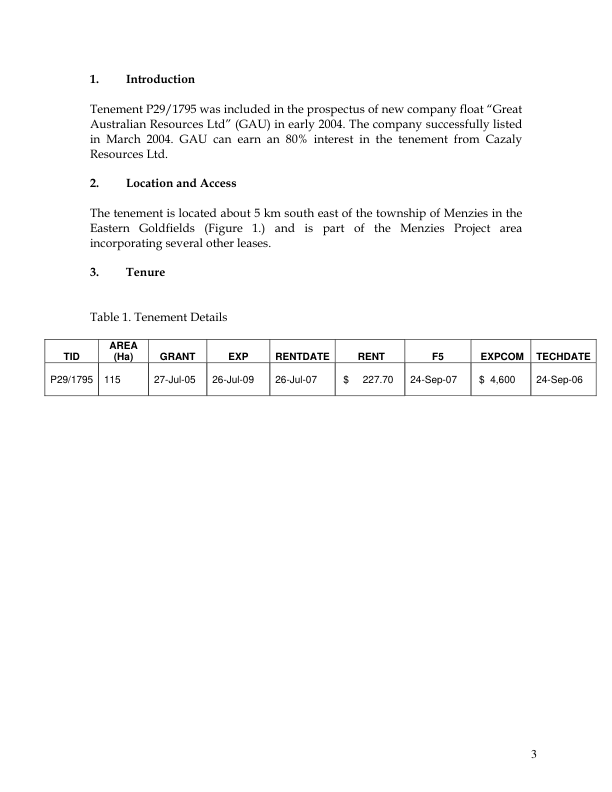 1. Introduction
Tenement P29/1795 was included in the prospectus of new company float “Great
Australian Resources Ltd” (GAU) in early 2004. The company successfully listed
in March 2004. GAU can earn an 80% interest in the tenement from Cazaly
Resources Ltd.
2. Location and Access
The tenement is located about 5 km south east of the township of Menzies in the
Eastern Goldfields (Figure 1.) and is part of the Menzies Project area
incorporating several other leases.
3. Tenure
Table 1. Tenement Details
TID AREA (Ha) GRANT EXP RENTDATE RENT F5 EXPCOM TECHDATE
P29/1795 115 27-Jul-05 26-Jul-09 26-Jul-07 $ 227.70 24-Sep-07 $ 4,600 24-Sep-06
3